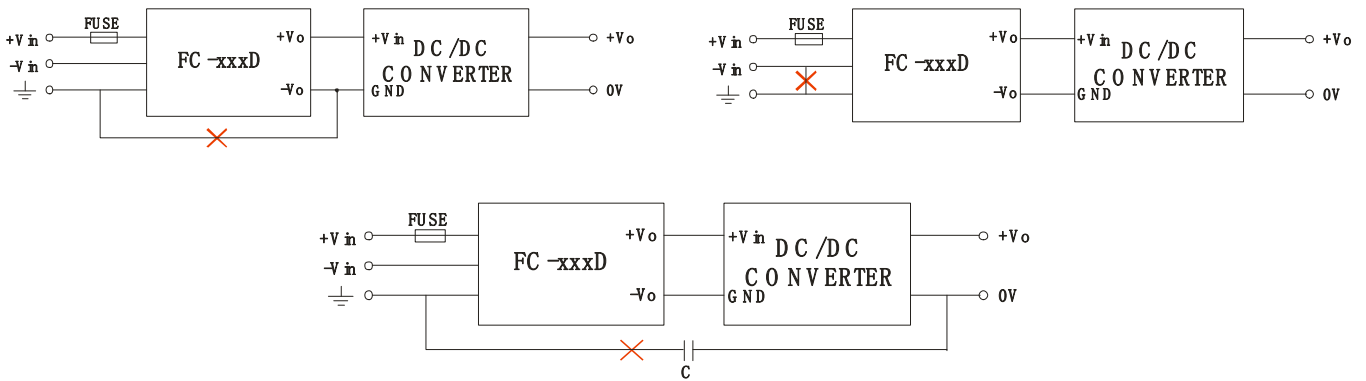 FUSE
+Vin
-Vin
FC-xxxD
+Vo
-Vo
+Vin
GND
DC/DC
CONVERTER
+Vo
0V
FUSE
+Vin
-Vin
FC-xxxD
+Vo
-Vo
+Vin
GND
DC/DC
CONVERTER
+Vo
0V
FUSE
+Vin
-Vin
FC-xxxD
+Vo
-Vo
+Vin
GND
DC/DC
CONVERTER
+Vo
0V
C